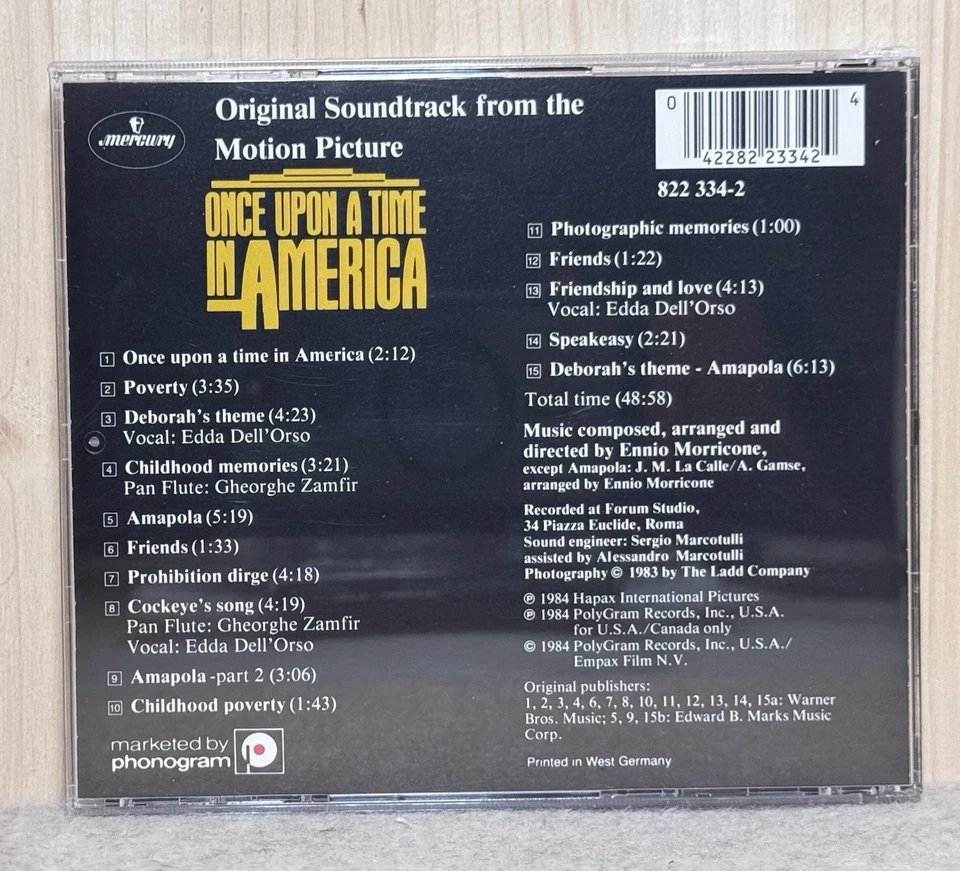 mercury
Original Soundtrack from the
Motion Picture
ONCE UPON A TIME
IN AMERICA
1 Once upon a time in America (2:12)
2 Poverty (3:35)
3 Deborah's theme (4:23)
Vocal: Edda Dell'Orso
4 Childhood memories (3:21)
Pan Flute: Gheorghe Zamfir
5 Amapola (5:19)
6 Friends (1:33)
7 Prohibition dirge (4:18)
8 Cockeye's song (4:19)
Pan Flute: Gheorghe Zamfir
Vocal: Edda Dell'Orso
9 Amapola -part 2 (3:06)
10 Childhood poverty (1:43)
marketed by
phonogram
0 4
42282 23342
822 334-2
11 Photographic memories (1:00)
12 Friends (1:22)
13 Friendship and love (4:13)
Vocal: Edda Dell'Orso
14 Speakeasy (2:21)
15 Deborah's theme - Amapola (6:13)
Total time (48:58)
Music composed, arranged and
directed by Ennio Morricone,
except Amapola: J. M. La Calle/A. Gamse,
arranged by Ennio Morricone
Recorded at Forum Studio,
34 Piazza Euclide, Roma
Sound engineer: Sergio Marcotulli
assisted by Alessandro Marcotulli
Photography © 1983 by The Ladd Company
℗ 1984 Hapax International Pictures
℗ 1984 PolyGram Records, Inc., U.S.A.
for U.S.A./Canada only
© 1984 PolyGram Records, Inc., U.S.A./
Empax Film N.V.
Original publishers:
1, 2, 3, 4, 6, 7, 8, 10, 11, 12, 13, 14, 15a: Warner
Bros. Music; 5, 9, 15b: Edward B. Marks Music
Corp.
Printed in West Germany